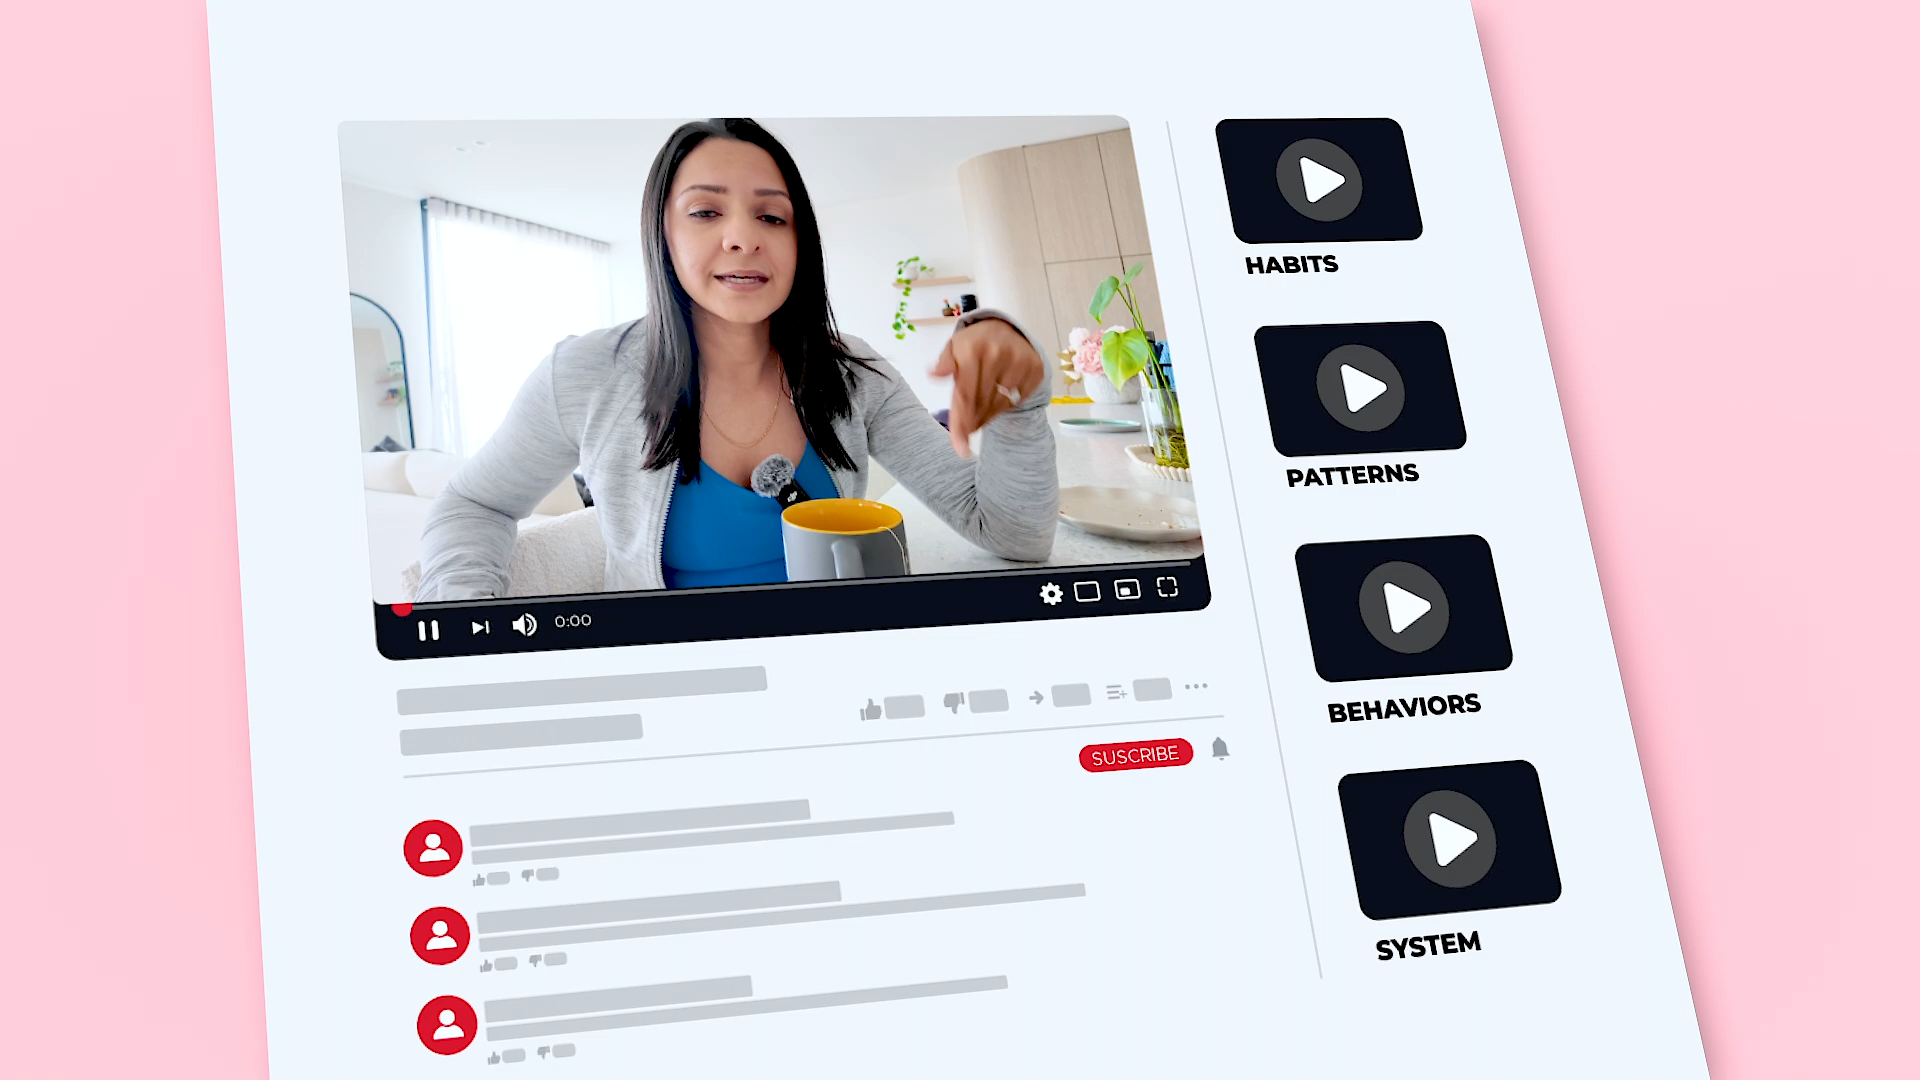 HABITS
PATTERNS
BEHAVIORS
0:00
SUSCRIBE
SYSTEM